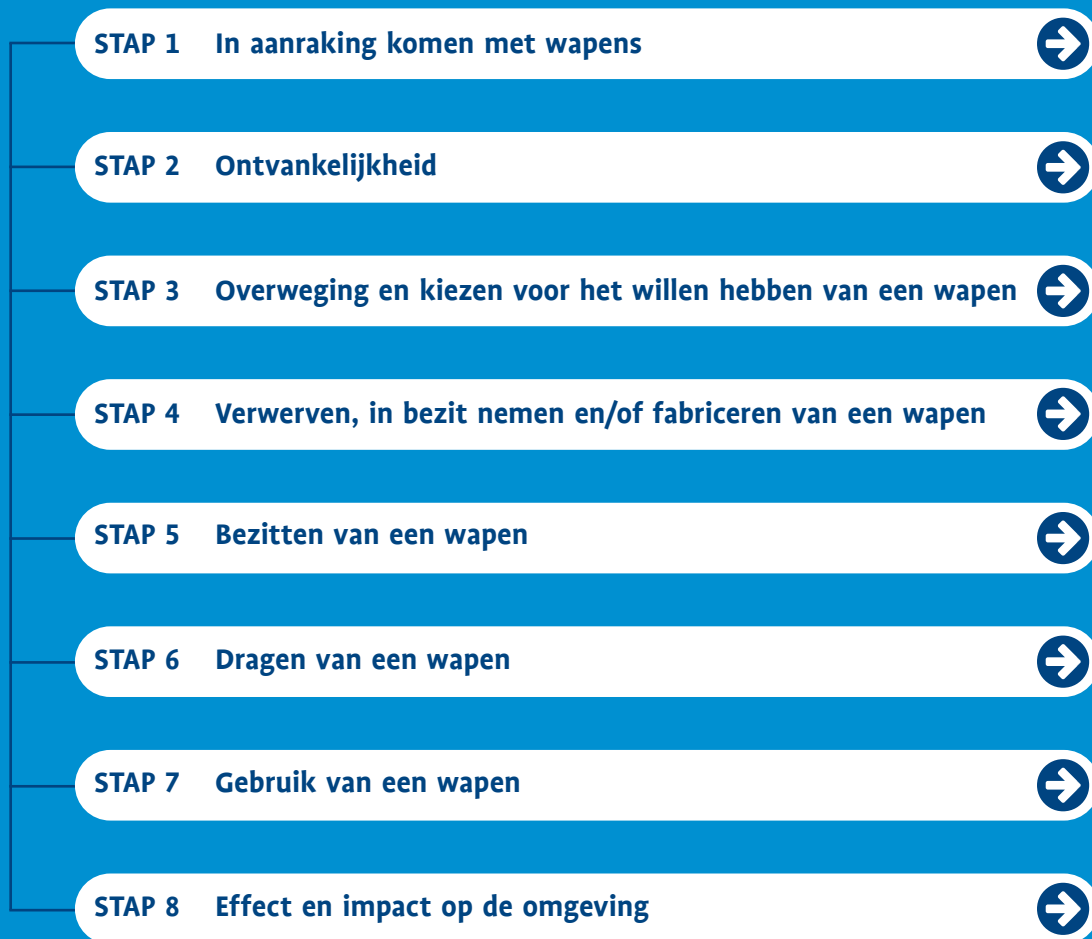 STAP 1 In aanraking komen met wapens
STAP 2 Ontvankelijkheid
STAP 3 Overweging en kiezen voor het willen hebben van een wapen
STAP 4 Verwerven, in bezit nemen en/of fabriceren van een wapen
STAP 5 Bezitten van een wapen
STAP 6 Dragen van een wapen
STAP 7 Gebruik van een wapen
STAP 8 Effect en impact op de omgeving